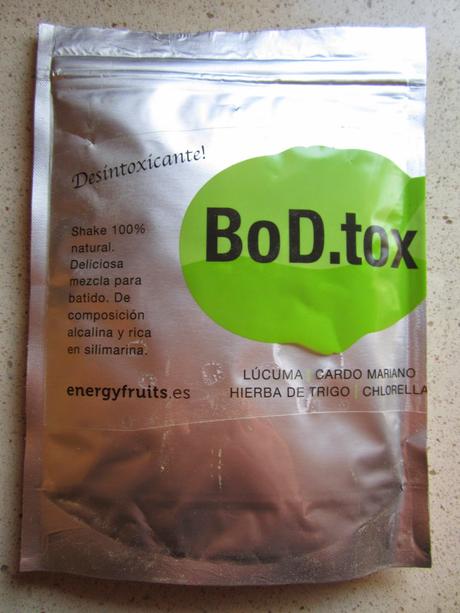 Desintoxicante!
BoD.tox
Shake 100%
natural.
Deliciosa
mezcla para
batido. De
composición
alcalina y rica
en silimarina.
energyfruits.es
LÚCUMA | CARDO MARIANO
HIERBA DE TRIGO | CHLORELLA